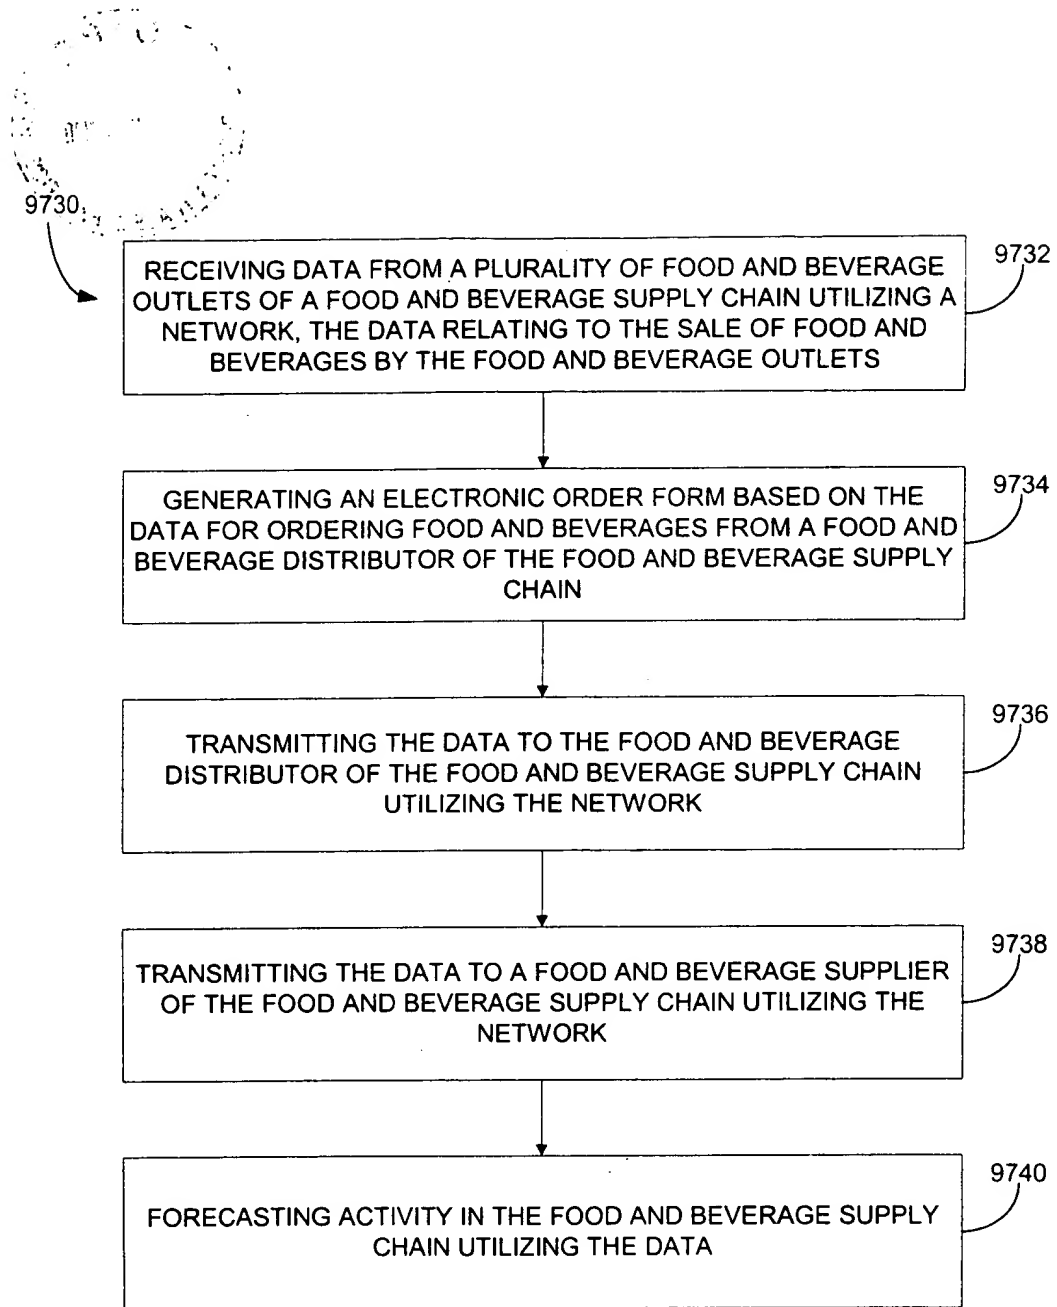 9730
9732
RECEIVING DATA FROM A PLURALITY OF FOOD AND BEVERAGE
OUTLETS OF A FOOD AND BEVERAGE SUPPLY CHAIN UTILIZING A
NETWORK, THE DATA RELATING TO THE SALE OF FOOD AND
BEVERAGES BY THE FOOD AND BEVERAGE OUTLETS
9734
GENERATING AN ELECTRONIC ORDER FORM BASED ON THE
DATA FOR ORDERING FOOD AND BEVERAGES FROM A FOOD AND
BEVERAGE DISTRIBUTOR OF THE FOOD AND BEVERAGE SUPPLY
CHAIN
9736
TRANSMITTING THE DATA TO THE FOOD AND BEVERAGE
DISTRIBUTOR OF THE FOOD AND BEVERAGE SUPPLY CHAIN
UTILIZING THE NETWORK
9738
TRANSMITTING THE DATA TO A FOOD AND BEVERAGE SUPPLIER
OF THE FOOD AND BEVERAGE SUPPLY CHAIN UTILIZING THE
NETWORK
9740
FORECASTING ACTIVITY IN THE FOOD AND BEVERAGE SUPPLY
CHAIN UTILIZING THE DATA